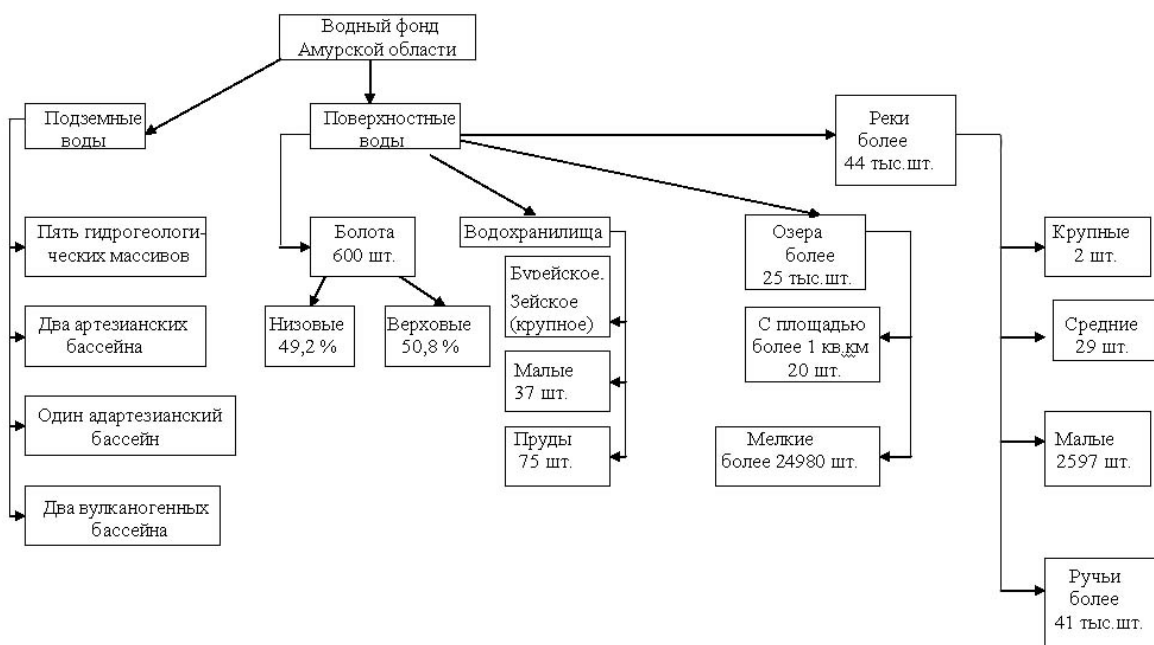 Водный фонд
Амурской области
Подземные
воды
Поверхностные
воды
Реки
более
44 тыс.шт.
Пять гидрогеологи-
ческих массивов
Два артезианских
бассейна
Один адартезианский
бассейн
Два вулканогенных
бассейна
Болота
600 шт.
Низовые
49,2 %
Верховые
50,8 %
Водохранилища
Бурейское,
Зейское
(крупное)
Малые
37 шт.
Пруды
75 шт.
Озера
более
25 тыс.шт.
С площадью
более 1 кв.км
20 шт.
Мелкие
более 24980 шт.
Крупные
2 шт.
Средние
29 шт.
Малые
2597 шт.
Ручьи
более
41 тыс.шт.